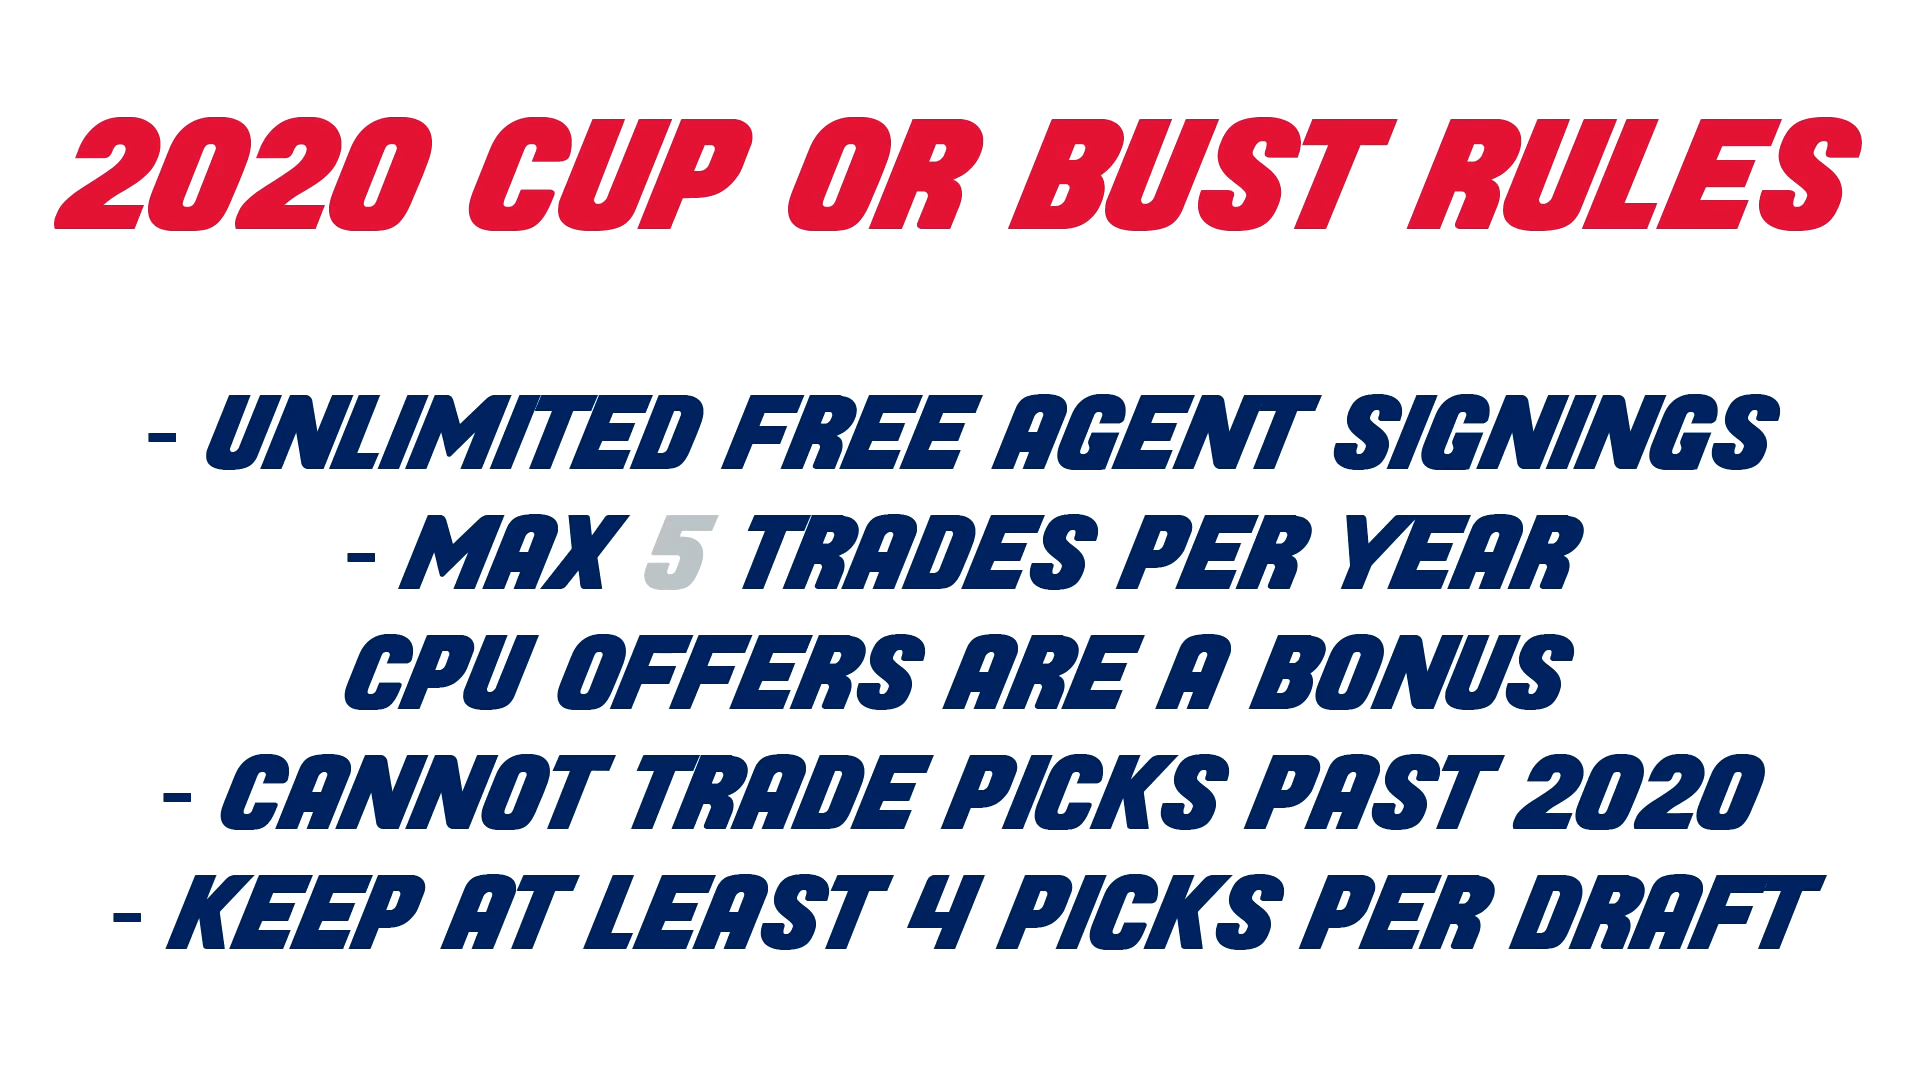 2020 CUP OR BUST RULES
- UNLIMITED FREE AGENT SIGNINGS
- MAX 5 TRADES PER YEAR
CPU OFFERS ARE A BONUS
- CANNOT TRADE PICKS PAST 2020
- KEEP AT LEAST 4 PICKS PER DRAFT